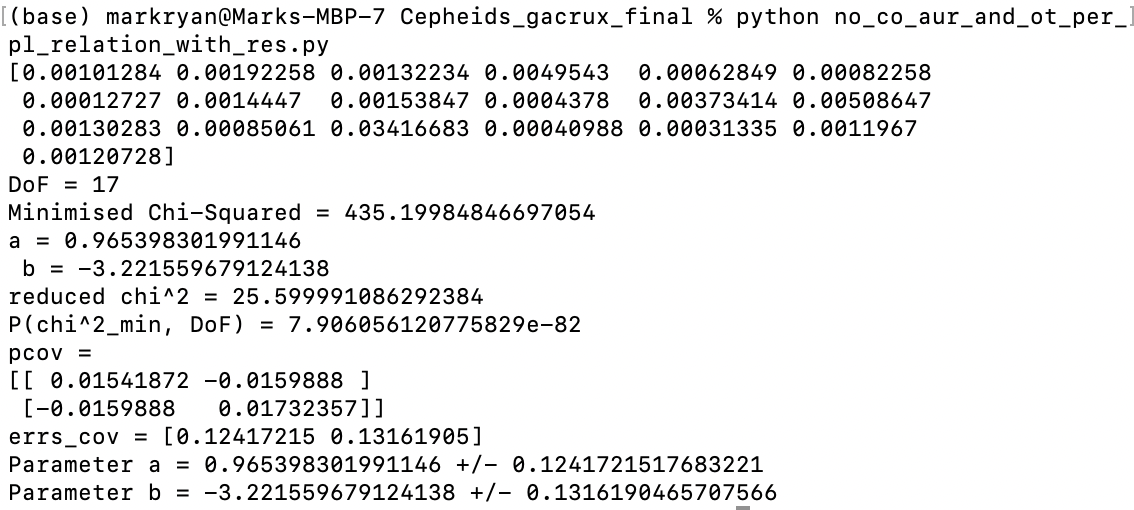 [(base) markryan@Marks-MBP-7 Cepheids_gacrux_final % python no_co_aur_and_ot_per_]
pl_relation_with_res.py
[0.00101284 0.00192258 0.00132234 0.0049543  0.00062849 0.00082258
 0.00012727 0.0014447  0.00153847 0.0004378  0.00373414 0.00508647
 0.00130283 0.00085061 0.03416683 0.00040988 0.00031335 0.0011967
 0.00120728]
DoF = 17
Minimised Chi-Squared = 435.19984846697054
a = 0.965398301991146
 b = -3.221559679124138
reduced chi^2 = 25.599991086292384
P(chi^2_min, DoF) = 7.906056120775829e-82
pcov =
[[ 0.01541872 -0.0159888 ]
 [-0.0159888   0.01732357]]
errs_cov = [0.12417215 0.13161905]
Parameter a = 0.965398301991146 +/- 0.1241721517683221
Parameter b = -3.221559679124138 +/- 0.1316190465707566